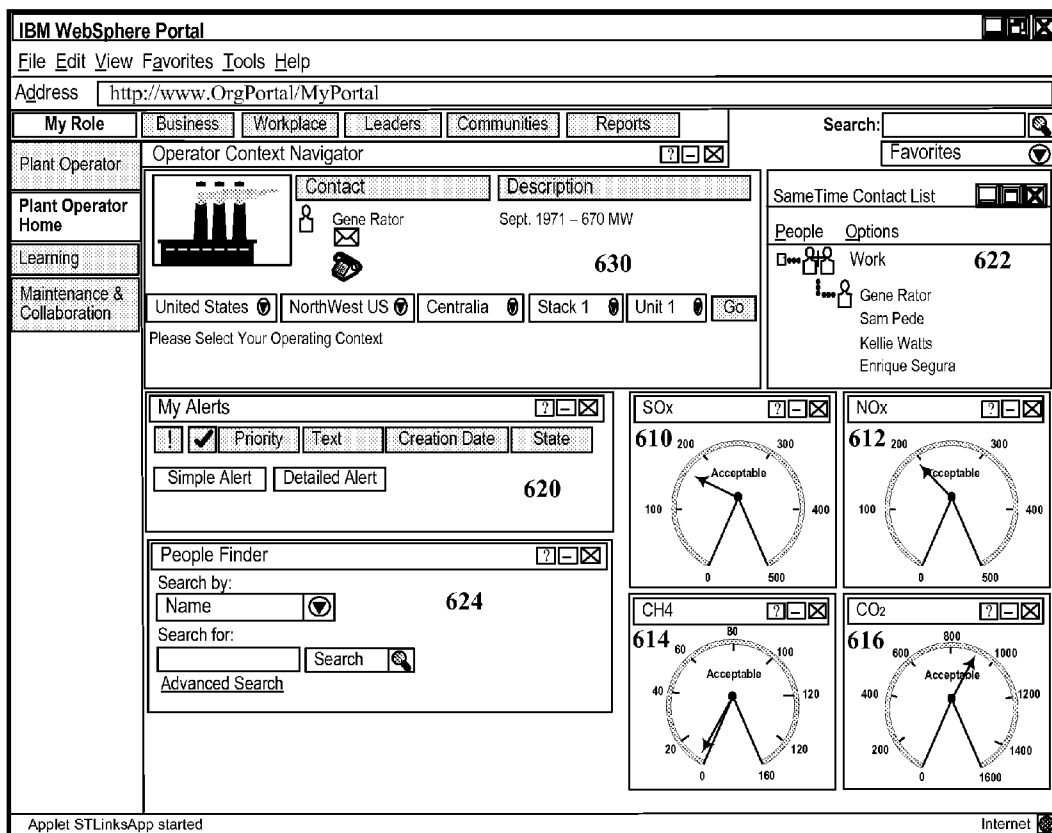 IBM WebSphere Portal
File Edit View Favorites Tools Help
Address http://www.OrgPortal/MyPortal
My Role Business Workplace Leaders Communities Reports Search:
Plant Operator Operator Context Navigator ? Favorites
Contact Description
Gene Rator Sept. 1971 – 670 MW
630
United States NorthWest US Centralia Stack 1 Unit 1 Go
Please Select Your Operating Context
Plant Operator
Home
Learning
Maintenance &
Collaboration
SameTime Contact List
People Options
Work 622
Gene Rator
Sam Pede
Kellie Watts
Enrique Segura
My Alerts ?
! Priority Text Creation Date State
Simple Alert Detailed Alert
620
People Finder ?
Search by:
Name 624
Search for:
Search
Advanced Search
SOx ?
610 200 300
Acceptable
100 400
0 500
NOx ?
612 200 300
Acceptable
100 400
0 500
CH4 ?
614 80
60 100
Acceptable
40 120
20 120
0 160
CO2 ?
616 800
600 1000
Acceptable
400 1200
200 1400
0 1600
Applet STLinksApp started Internet